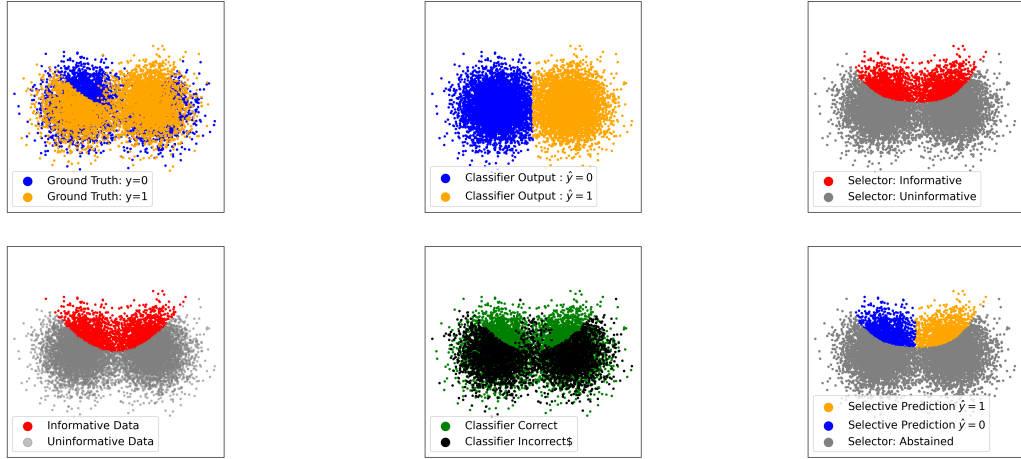 Ground Truth: y=0
Ground Truth: y=1
Classifier Output : ŷ = 0
Classifier Output : ŷ = 1
Selector: Informative
Selector: Uninformative
Informative Data
Uninformative Data
Classifier Correct
Classifier Incorrect$
Selective Prediction ŷ = 1
Selective Prediction ŷ = 0
Selector: Abstained